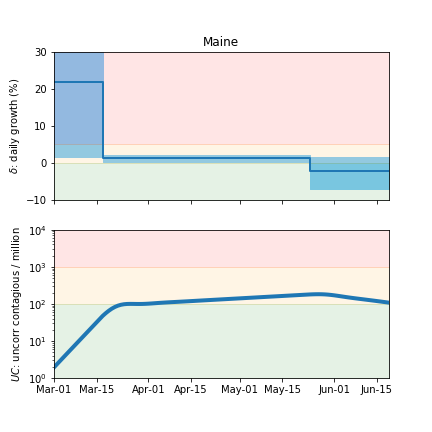 Maine
30
20
10
0
−10
δ: daily growth (%)
10⁴
10³
10²
10¹
10⁰
UC: uncorr contagious / million
Mar-01 Mar-15 Apr-01 Apr-15 May-01 May-15 Jun-01 Jun-15